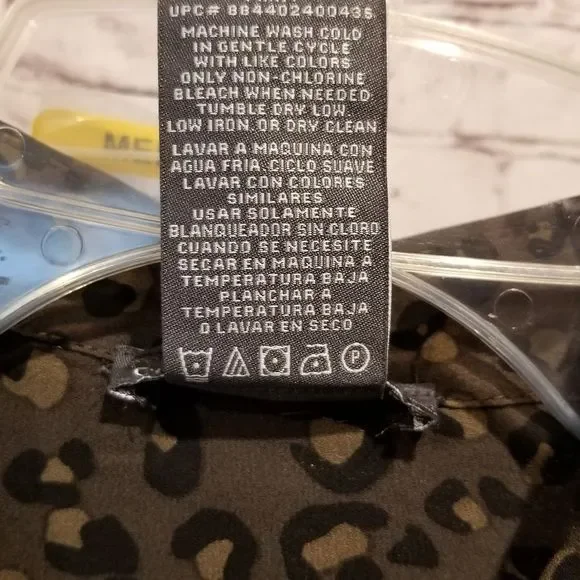 UPC# 884402400435
MACHINE WASH COLD
IN GENTLE CYCLE
WITH LIKE COLORS
ONLY NON-CHLORINE
BLEACH WHEN NEEDED
TUMBLE DRY LOW
LOW IRON, OR DRY CLEAN
LAVAR A MAQUINA CON
AGUA FRIA, CICLO SUAVE
LAVAR CON COLORES
SIMILARES
USAR SOLAMENTE
BLANQUEADOR SIN CLORO
CUANDO SE NECESITE
SECAR EN MAQUINA A
TEMPERATURA BAJA
PLANCHAR A
TEMPERATURA BAJA
O LAVAR EN SECO
P